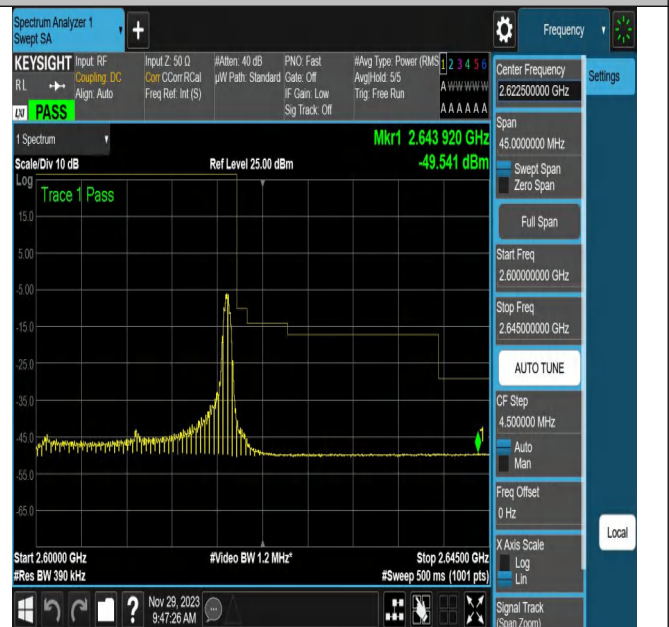 Spectrum Analyzer 1
Swept SA
Frequency
KEYSIGHT
RL
LXI
PASS
Input: RF
Coupling: DC
Align: Auto
Input Z: 50 Ω
Corr CCorr RCal
Freq Ref: Int (S)
#Atten: 40 dB
µW Path: Standard
PNO: Fast
Gate: Off
IF Gain: Low
Sig Track: Off
#Avg Type: Power (RMS
Avg|Hold: 5/5
Trig: Free Run
1 2 3 4 5 6
A W W W W W
A A A A A A
1 Spectrum
Scale/Div 10 dB
Ref Level 25.00 dBm
Mkr1 2.643 920 GHz
-49.541 dBm
Log
Trace 1 Pass
15.0
5.00
-5.00
-15.0
-25.0
-35.0
-45.0
-55.0
-65.0
1
Start 2.60000 GHz
#Video BW 1.2 MHz*
Stop 2.64500 GHz
#Res BW 390 kHz
#Sweep 500 ms (1001 pts)
Nov 29, 2023
9:47:26 AM
Center Frequency
2.622500000 GHz
Settings
Span
45.0000000 MHz
Swept Span
Zero Span
Full Span
Start Freq
2.600000000 GHz
Stop Freq
2.645000000 GHz
AUTO TUNE
CF Step
4.500000 MHz
Auto
Man
Freq Offset
0 Hz
X Axis Scale
Log
Lin
Local
Signal Track
(Span Zoom)